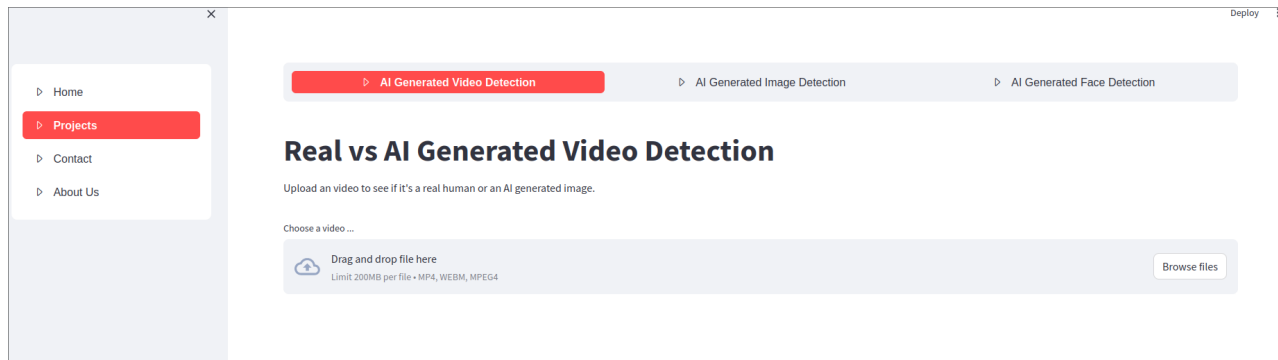 Deploy
Home
Projects
Contact
About Us
AI Generated Video Detection
AI Generated Image Detection
AI Generated Face Detection
Real vs AI Generated Video Detection
Upload an video to see if it's a real human or an AI generated image.
Choose a video ...
Drag and drop file here
Limit 200MB per file • MP4, WEBM, MPEG4
Browse files